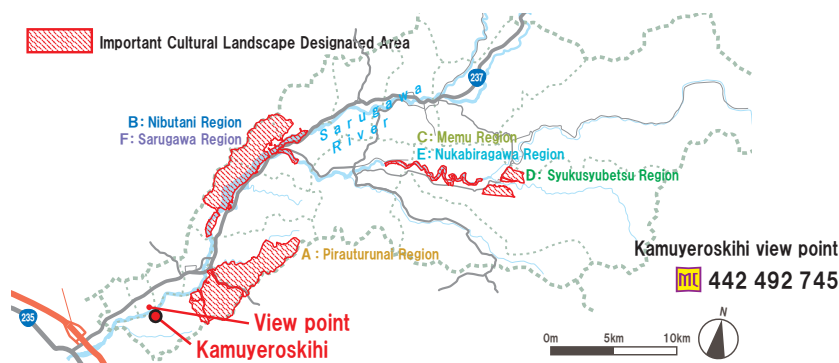 Important Cultural Landscape Designated Area
237
Sarugawa
River
B: Nibutani Region
F: Sarugawa Region
C: Memu Region
E: Nukabiragawa Region
D: Syukusyubetsu Region
A: Pirauturunai Region
Kamuyeroskihi view point
MC 442 492 745
235
View point
Kamuyeroskihi
0m 5km 10km
N